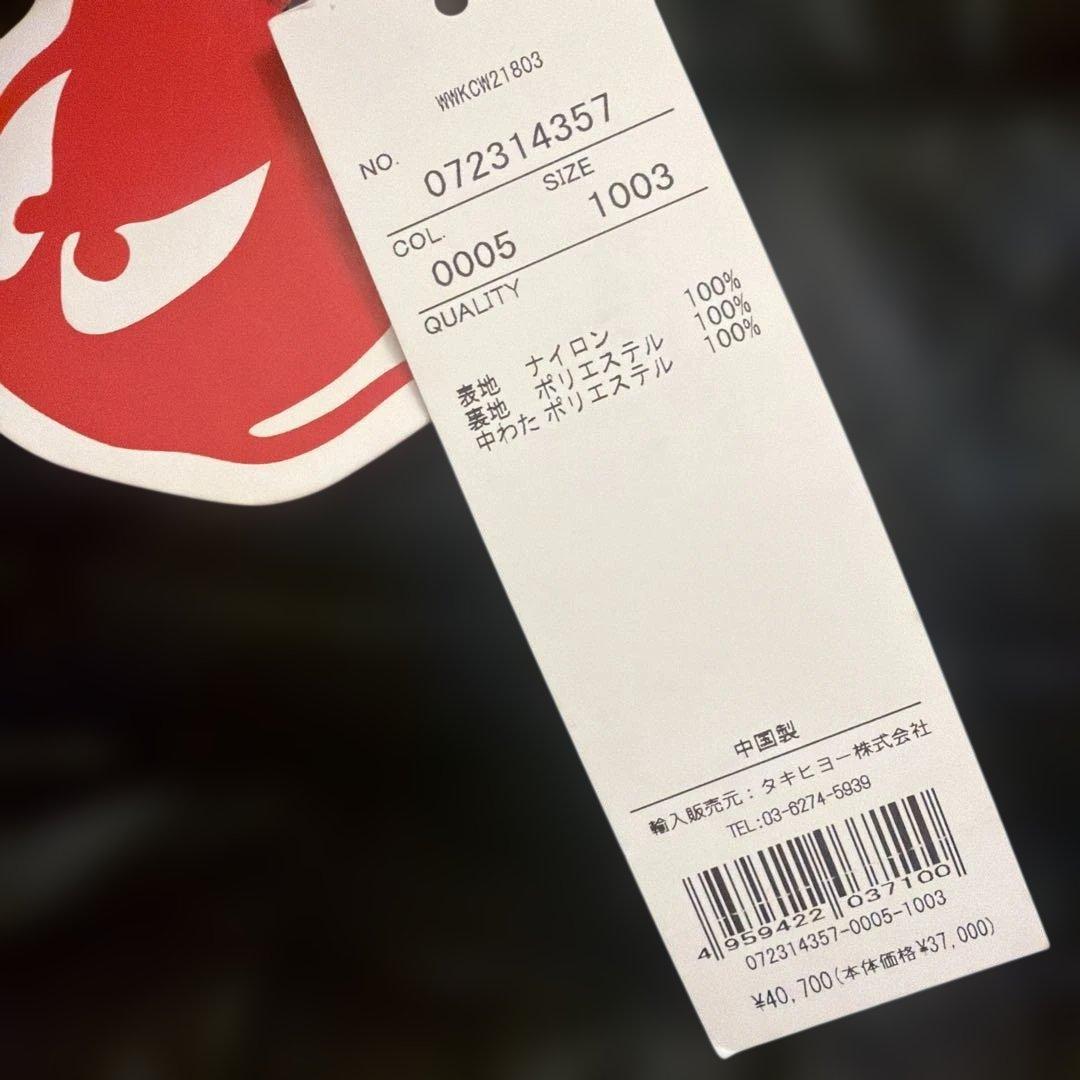 WWKCW21803
NO. 072314357
COL. SIZE
0005 1003
QUALITY
表地 ナイロン 100%
裏地 ポリエステル 100%
中わた ポリエステル 100%
中国製
輸入販売元：タキヒヨー株式会社
TEL:03-6274-5939
4 959422 037100
072314357-0005-1003
¥40,700(本体価格¥37,000)